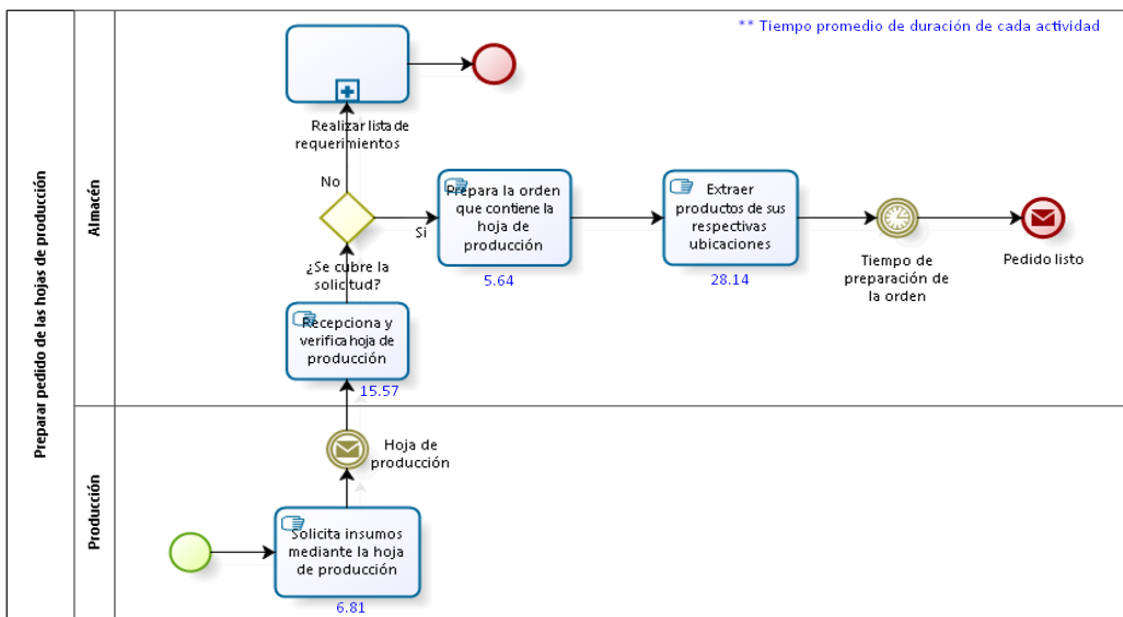 Preparar pedido de las hojas de producción
Almacén
** Tiempo promedio de duración de cada actividad
Realizar lista de
requerimientos
No
Si
¿Se cubre la
solicitud?
Prepara la orden
que contiene la
hoja de
producción
5.64
Extraer
productos de sus
respectivas
ubicaciones
28.14
Tiempo de
preparación de
la orden
Pedido listo
Recepciona y
verifica hoja de
producción
15.57
Producción
Hoja de
producción
Solicita insumos
mediante la hoja
de producción
6.81